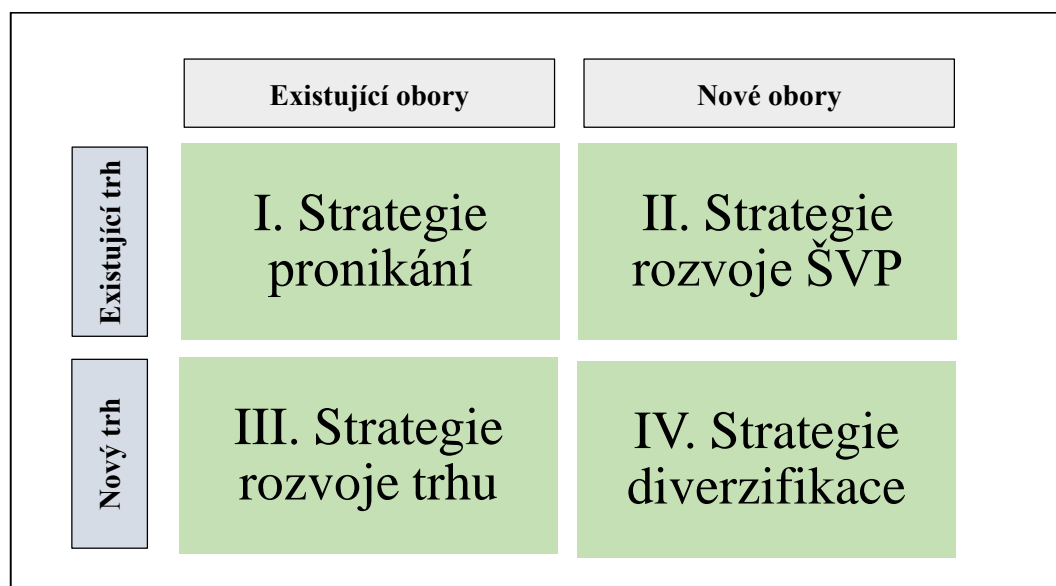 Existující obory
Nové obory
Existující trh
I. Strategie
pronikání
II. Strategie
rozvoje ŠVP
Nový trh
III. Strategie
rozvoje trhu
IV. Strategie
diverzifikace